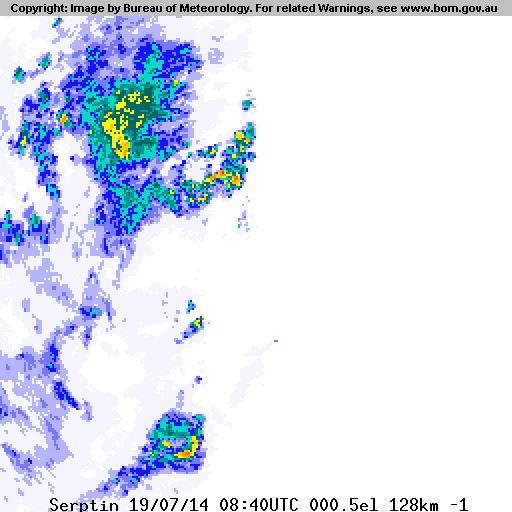 Copyright: Image by Bureau of Meteorology. For related Warnings, see www.bom.gov.au
Serptin 19/07/14 08:40UTC 000.5el 128km -1